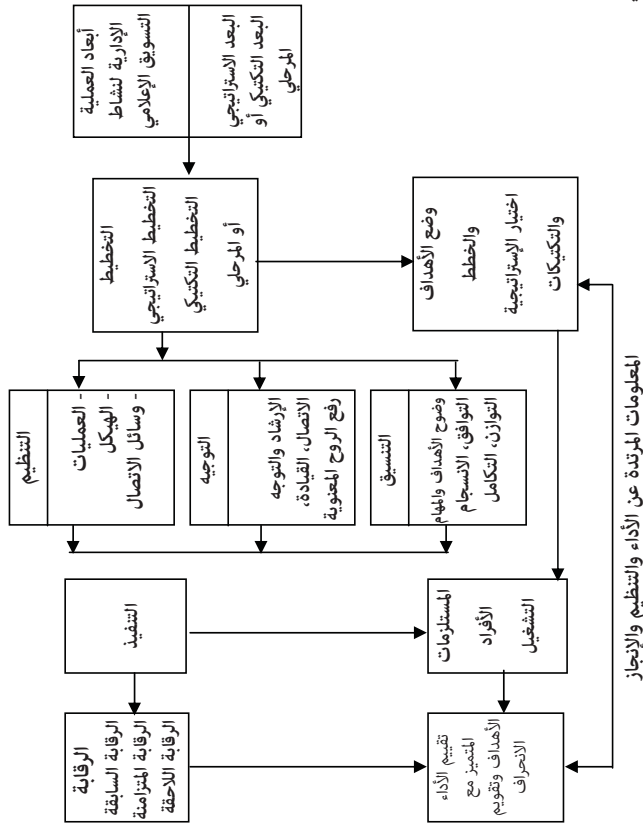 أبعاد العملية
الإدارية لنشاط
التسويق الإعلامي
البعد الاستراتيجي
البعد التكتيكي أو
المرحلي
التخطيط
التخطيط الاستراتيجي
التخطيط التكتيكي
أو المرحلي
وضع الأهداف
والخطط
اختيار الإستراتيجية
والتكتيكات
التنظيم
- العمليات
- الهيكل
- وسائل الاتصال
التوجيه
الإرشاد والتوجه
الاتصال، القيادة،
رفع الروح المعنوية
التنسيق
وضوح الأهداف والمهام
التوافق، الانسجام
التوازن، التكامل
التنفيذ
المستلزمات
الأفراد
التشغيل
الرقابة
الرقابة السابقة
الرقابة المتزامنة
الرقابة اللاحقة
تقييم الأداء
المتميز مع
الأهداف وتقويم
الانحراف
المعلومات المرتدة عن الأداء والتنظيم والإنجاز